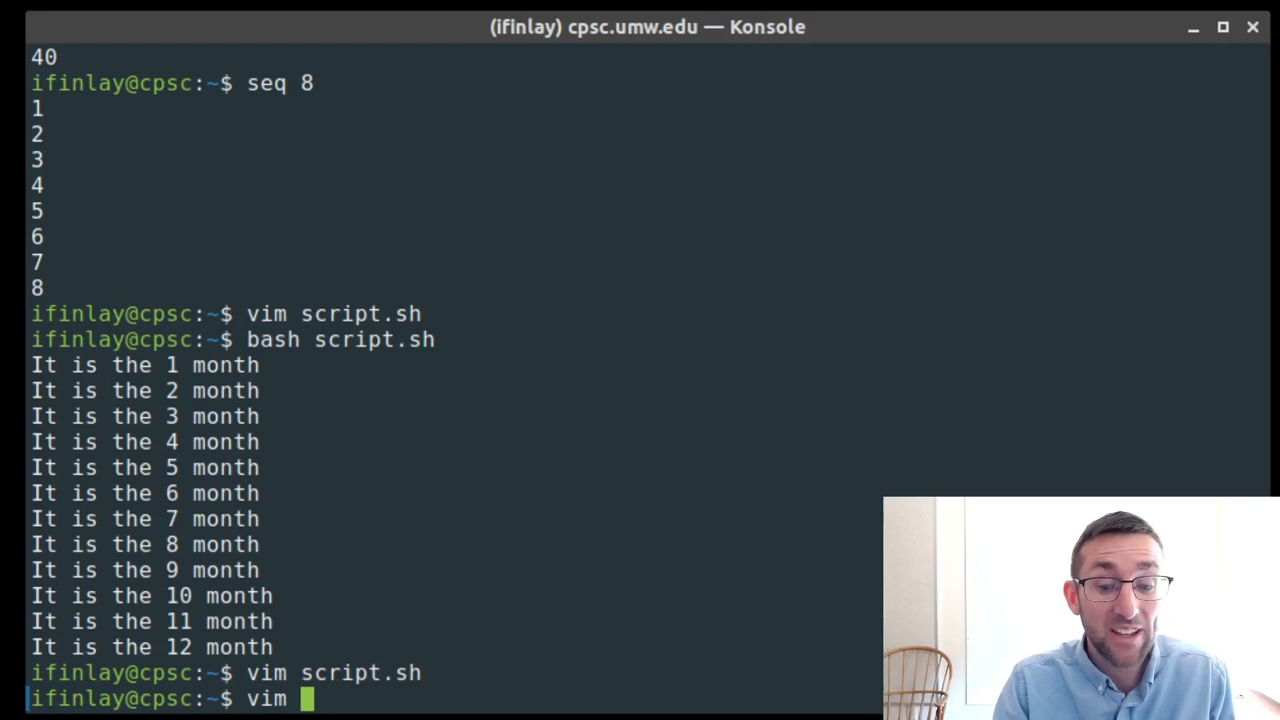 (ifinlay) cpsc.umw.edu — Konsole
40
ifinlay@cpsc:~$ seq 8
1
2
3
4
5
6
7
8
ifinlay@cpsc:~$ vim script.sh
ifinlay@cpsc:~$ bash script.sh
It is the 1 month
It is the 2 month
It is the 3 month
It is the 4 month
It is the 5 month
It is the 6 month
It is the 7 month
It is the 8 month
It is the 9 month
It is the 10 month
It is the 11 month
It is the 12 month
ifinlay@cpsc:~$ vim script.sh
ifinlay@cpsc:~$ vim